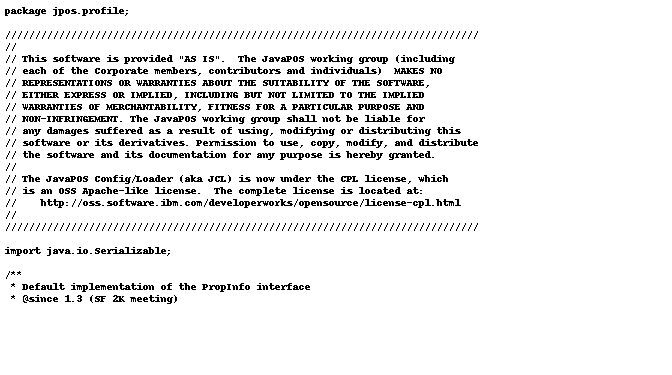 package jpos.profile;
///////////////////////////////////////////////////////////////////////////////
//
// This software is provided "AS IS".  The JavaPOS working group (including
// each of the Corporate members, contributors and individuals)  MAKES NO
// REPRESENTATIONS OR WARRANTIES ABOUT THE SUITABILITY OF THE SOFTWARE,
// EITHER EXPRESS OR IMPLIED, INCLUDING BUT NOT LIMITED TO THE IMPLIED
// WARRANTIES OF MERCHANTABILITY, FITNESS FOR A PARTICULAR PURPOSE AND
// NON-INFRINGEMENT. The JavaPOS working group shall not be liable for
// any damages suffered as a result of using, modifying or distributing this
// software or its derivatives. Permission to use, copy, modify, and distribute
// the software and its documentation for any purpose is hereby granted.
//
// The JavaPOS Config/Loader (aka JCL) is now under the CPL license, which
// is an OSS Apache-like license.  The complete license is located at:
//    http://oss.software.ibm.com/developerworks/opensource/license-cpl.html
//
///////////////////////////////////////////////////////////////////////////////
import java.io.Serializable;
/**
 * Default implementation of the PropInfo interface
 * @since 1.3 (SF 2K meeting)